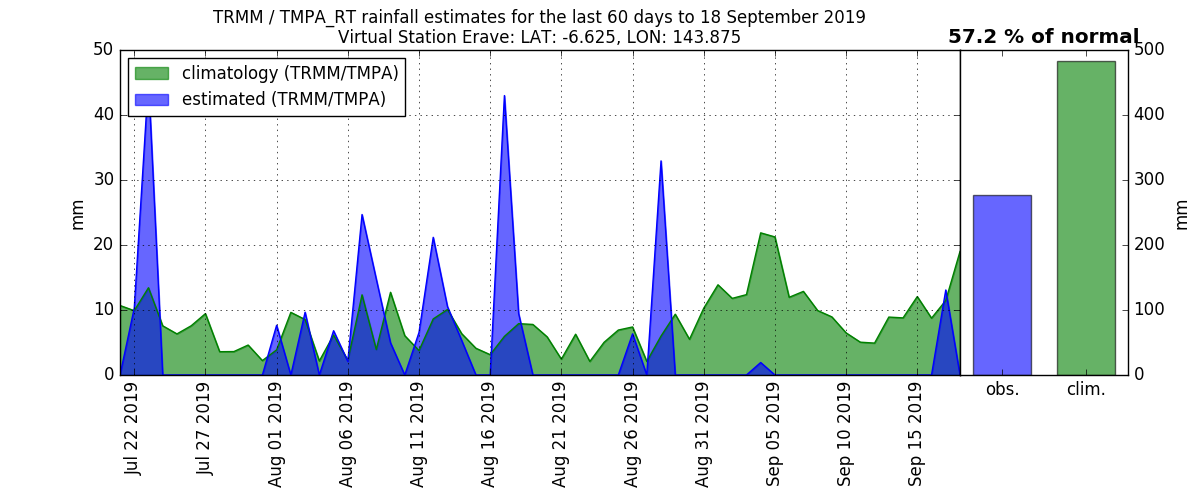 TRMM / TMPA_RT rainfall estimates for the last 60 days to 18 September 2019
Virtual Station Erave: LAT: -6.625, LON: 143.875
57.2 % of normal
climatology (TRMM/TMPA)
estimated (TRMM/TMPA)
50
40
30
20
10
0
mm
Jul 22 2019
Jul 27 2019
Aug 01 2019
Aug 06 2019
Aug 11 2019
Aug 16 2019
Aug 21 2019
Aug 26 2019
Aug 31 2019
Sep 05 2019
Sep 10 2019
Sep 15 2019
obs.
clim.
500
400
300
200
100
0
mm